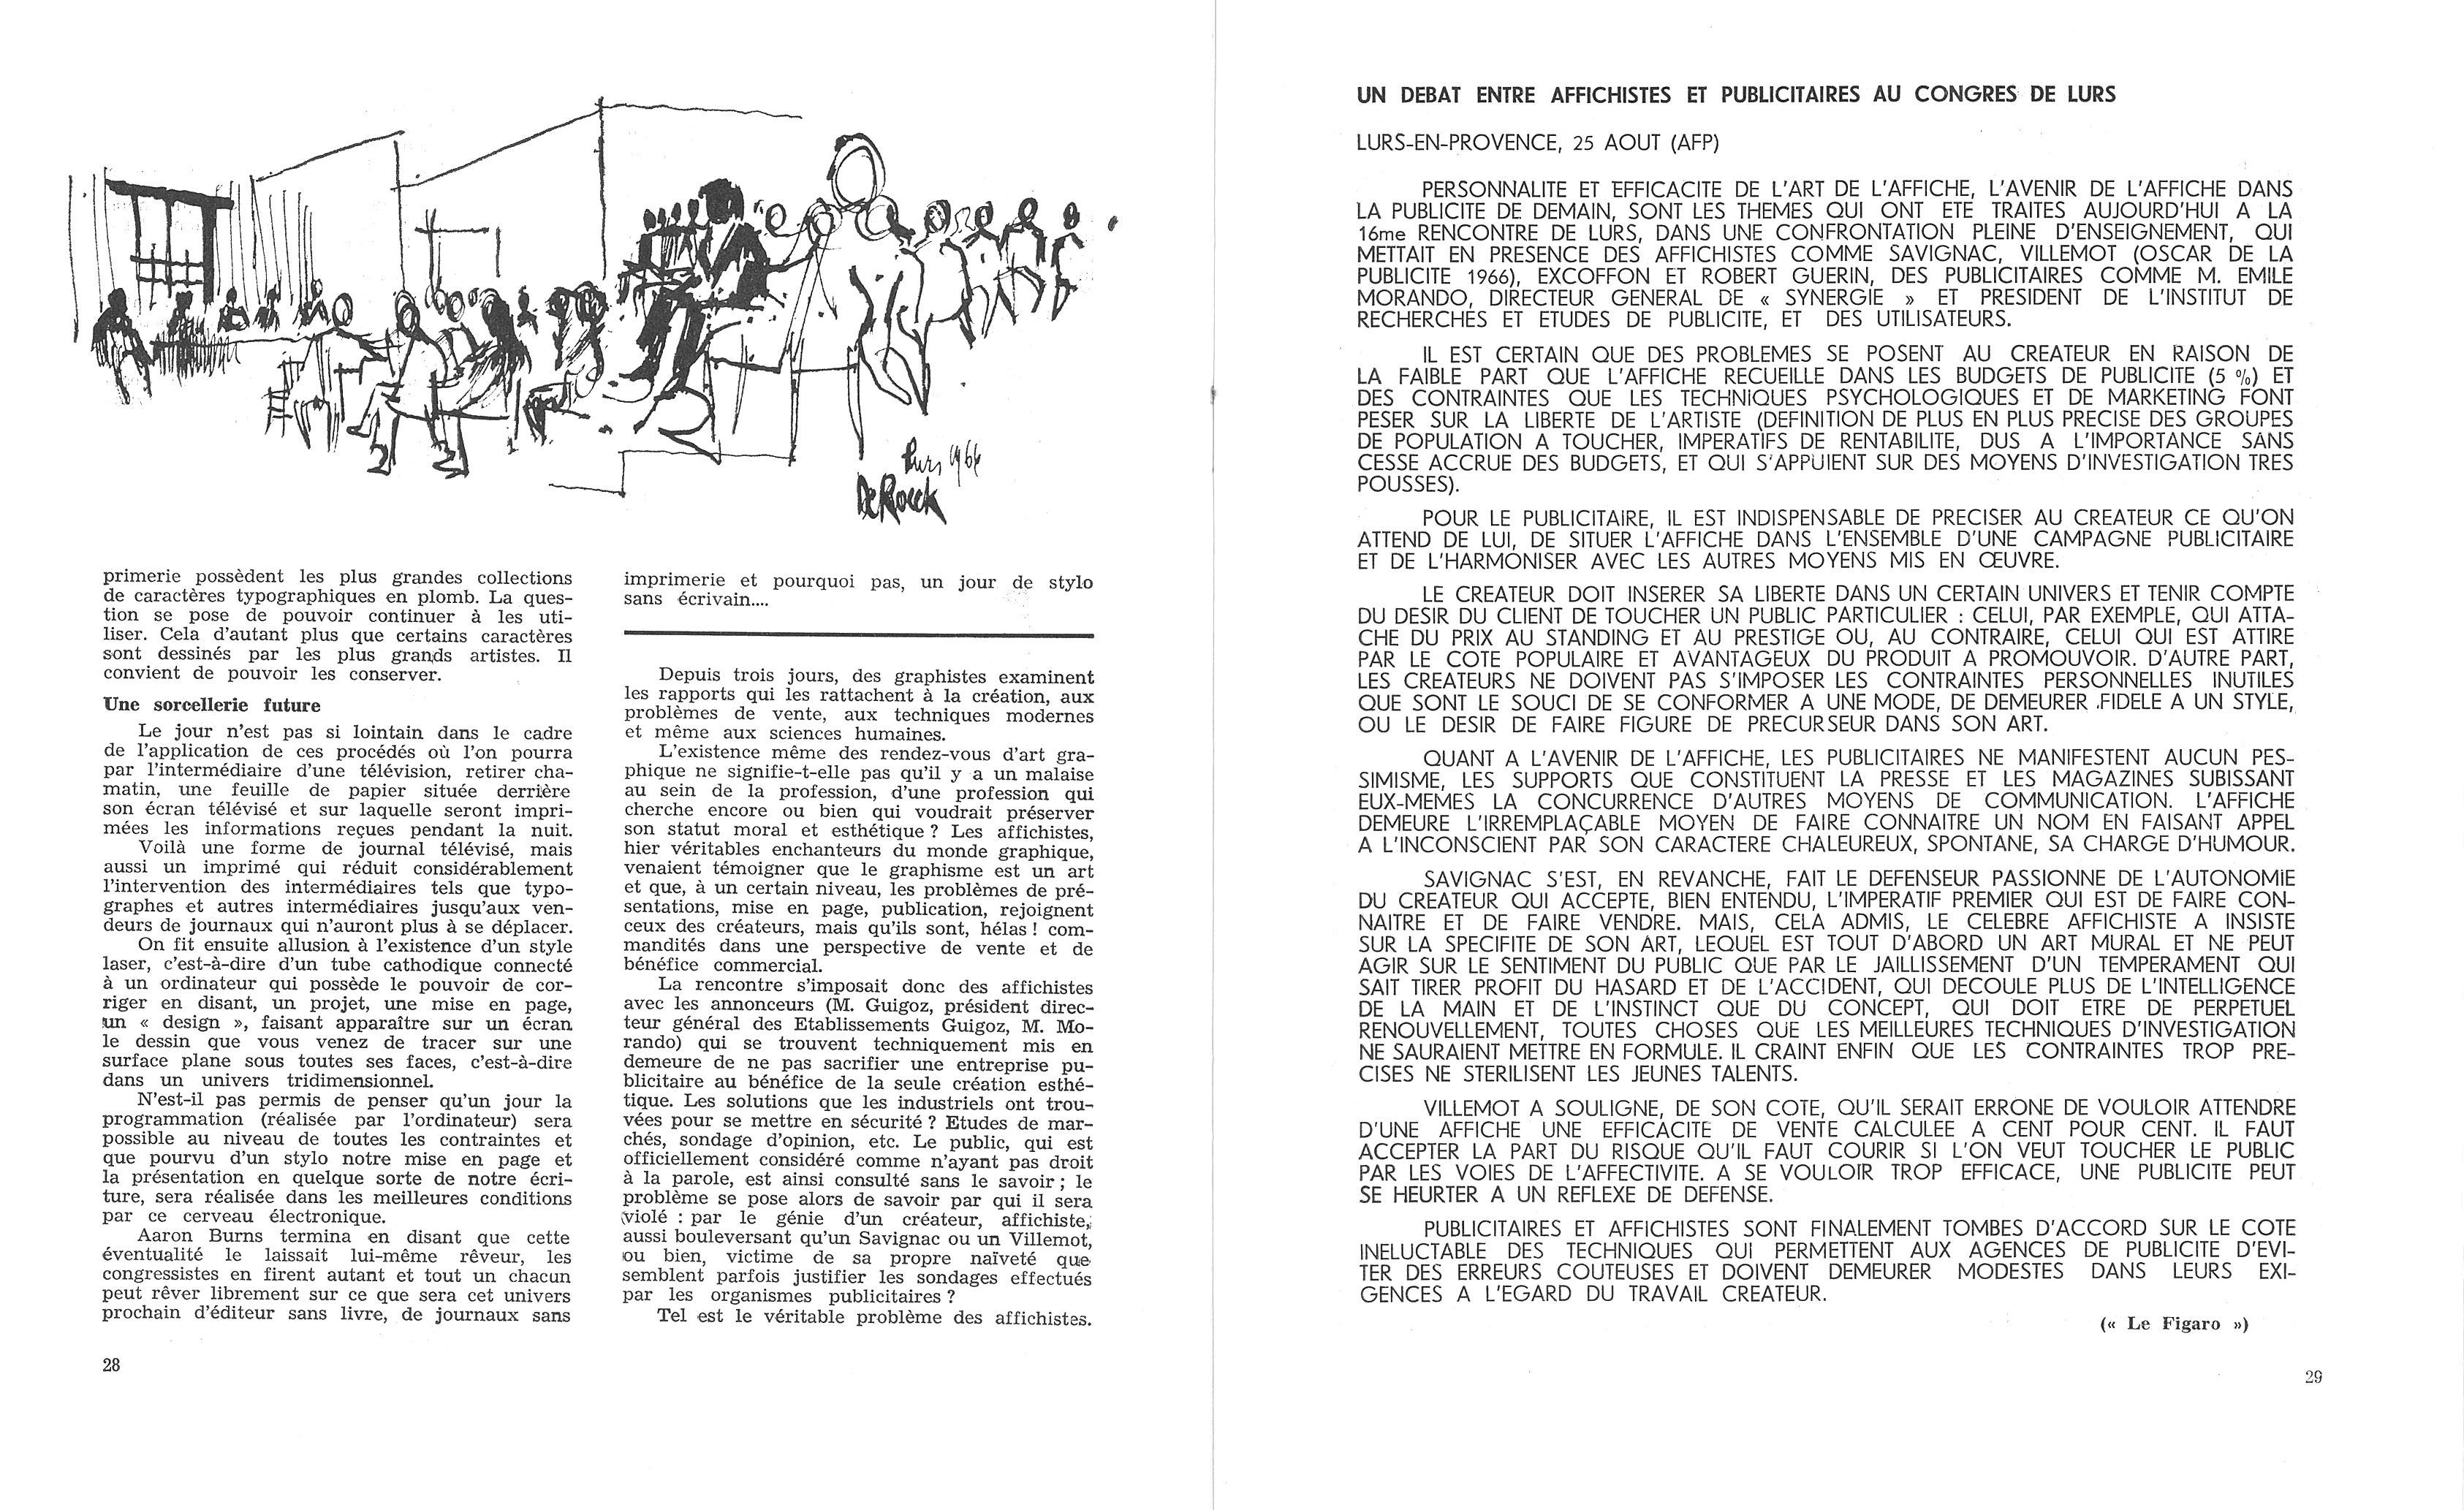 Lurs 1966
De Roeck
primerie possèdent les plus grandes collections
de caractères typographiques en plomb. La ques-
tion se pose de pouvoir continuer à les uti-
liser. Cela d'autant plus que certains caractères
sont dessinés par les plus grands artistes. Il
convient de pouvoir les conserver.
Une sorcellerie future
Le jour n'est pas si lointain dans le cadre
de l'application de ces procédés où l'on pourra
par l'intermédiaire d'une télévision, retirer cha-
matin, une feuille de papier située derrière
son écran télévisé et sur laquelle seront impri-
mées les informations reçues pendant la nuit.
Voilà une forme de journal télévisé, mais
aussi un imprimé qui réduit considérablement
l'intervention des intermédiaires tels que typo-
graphes et autres intermédiaires jusqu'aux ven-
deurs de journaux qui n'auront plus à se déplacer.
On fit ensuite allusion à l'existence d'un style
laser, c'est-à-dire d'un tube cathodique connecté
à un ordinateur qui possède le pouvoir de cor-
riger en disant, un projet, une mise en page,
un « design », faisant apparaître sur un écran
le dessin que vous venez de tracer sur une
surface plane sous toutes ses faces, c'est-à-dire
dans un univers tridimensionnel.
N'est-il pas permis de penser qu'un jour la
programmation (réalisée par l'ordinateur) sera
possible au niveau de toutes les contraintes et
que pourvu d'un stylo notre mise en page et
la présentation en quelque sorte de notre écri-
ture, sera réalisée dans les meilleures conditions
par ce cerveau électronique.
Aaron Burns termina en disant que cette
éventualité le laissait lui-même rêveur, les
congressistes en firent autant et tout un chacun
peut rêver librement sur ce que sera cet univers
prochain d'éditeur sans livre, de journaux sans
28
imprimerie et pourquoi pas, un jour de stylo
sans écrivain....
Depuis trois jours, des graphistes examinent
les rapports qui les rattachent à la création, aux
problèmes de vente, aux techniques modernes
et même aux sciences humaines.
L'existence même des rendez-vous d'art gra-
phique ne signifie-t-elle pas qu'il y a un malaise
au sein de la profession, d'une profession qui
cherche encore ou bien qui voudrait préserver
son statut moral et esthétique ? Les affichistes,
hier véritables enchanteurs du monde graphique,
venaient témoigner que le graphisme est un art
et que, à un certain niveau, les problèmes de pré-
sentations, mise en page, publication, rejoignent
ceux des créateurs, mais qu'ils sont, hélas ! com-
mandités dans une perspective de vente et de
bénéfice commercial.
La rencontre s'imposait donc des affichistes
avec les annonceurs (M. Guigoz, président direc-
teur général des Etablissements Guigoz, M. Mo-
rando) qui se trouvent techniquement mis en
demeure de ne pas sacrifier une entreprise pu-
blicitaire au bénéfice de la seule création esthé-
tique. Les solutions que les industriels ont trou-
vées pour se mettre en sécurité ? Etudes de mar-
chés, sondage d'opinion, etc. Le public, qui est
officiellement considéré comme n'ayant pas droit
à la parole, est ainsi consulté sans le savoir ; le
problème se pose alors de savoir par qui il sera
violé : par le génie d'un créateur, affichiste,
aussi bouleversant qu'un Savignac ou un Villemot,
ou bien, victime de sa propre naïveté que
semblent parfois justifier les sondages effectués
par les organismes publicitaires ?
Tel est le véritable problème des affichistes.
UN DEBAT ENTRE AFFICHISTES ET PUBLICITAIRES AU CONGRES DE LURS
LURS-EN-PROVENCE, 25 AOUT (AFP)
PERSONNALITE ET EFFICACITE DE L'ART DE L'AFFICHE, L'AVENIR DE L'AFFICHE DANS
LA PUBLICITE DE DEMAIN, SONT LES THEMES QUI ONT ETE TRAITES AUJOURD'HUI A LA
16me RENCONTRE DE LURS, DANS UNE CONFRONTATION PLEINE D'ENSEIGNEMENT, QUI
METTAIT EN PRESENCE DES AFFICHISTES COMME SAVIGNAC, VILLEMOT (OSCAR DE LA
PUBLICITE 1966), EXCOFFON ET ROBERT GUERIN, DES PUBLICITAIRES COMME M. EMILE
MORANDO, DIRECTEUR GENERAL DE « SYNERGIE » ET PRESIDENT DE L'INSTITUT DE
RECHERCHES ET ETUDES DE PUBLICITE, ET DES UTILISATEURS.
IL EST CERTAIN QUE DES PROBLEMES SE POSENT AU CREATEUR EN RAISON DE
LA FAIBLE PART QUE L'AFFICHE RECUEILLE DANS LES BUDGETS DE PUBLICITE (5 %) ET
DES CONTRAINTES QUE LES TECHNIQUES PSYCHOLOGIQUES ET DE MARKETING FONT
PESER SUR LA LIBERTE DE L'ARTISTE (DEFINITION DE PLUS EN PLUS PRECISE DES GROUPES
DE POPULATION A TOUCHER, IMPERATIFS DE RENTABILITE, DUS A L'IMPORTANCE SANS
CESSE ACCRUE DES BUDGETS, ET QUI S'APPUIENT SUR DES MOYENS D'INVESTIGATION TRES
POUSSES).
POUR LE PUBLICITAIRE, IL EST INDISPENSABLE DE PRECISER AU CREATEUR CE QU'ON
ATTEND DE LUI, DE SITUER L'AFFICHE DANS L'ENSEMBLE D'UNE CAMPAGNE PUBLICITAIRE
ET DE L'HARMONISER AVEC LES AUTRES MOYENS MIS EN ŒUVRE.
LE CREATEUR DOIT INSERER SA LIBERTE DANS UN CERTAIN UNIVERS ET TENIR COMPTE
DU DESIR DU CLIENT DE TOUCHER UN PUBLIC PARTICULIER : CELUI, PAR EXEMPLE, QUI ATTA-
CHE DU PRIX AU STANDING ET AU PRESTIGE OU, AU CONTRAIRE, CELUI QUI EST ATTIRE
PAR LE COTE POPULAIRE ET AVANTAGEUX DU PRODUIT A PROMOUVOIR. D'AUTRE PART,
LES CREATEURS NE DOIVENT PAS S'IMPOSER LES CONTRAINTES PERSONNELLES INUTILES
QUE SONT LE SOUCI DE SE CONFORMER A UNE MODE, DE DEMEURER FIDELE A UN STYLE,
OU LE DESIR DE FAIRE FIGURE DE PRECURSEUR DANS SON ART.
QUANT A L'AVENIR DE L'AFFICHE, LES PUBLICITAIRES NE MANIFESTENT AUCUN PES-
SIMISME, LES SUPPORTS QUE CONSTITUENT LA PRESSE ET LES MAGAZINES SUBISSANT
EUX-MEMES LA CONCURRENCE D'AUTRES MOYENS DE COMMUNICATION. L'AFFICHE
DEMEURE L'IRREMPLAÇABLE MOYEN DE FAIRE CONNAITRE UN NOM EN FAISANT APPEL
A L'INCONSCIENT PAR SON CARACTERE CHALEUREUX, SPONTANE, SA CHARGE D'HUMOUR.
SAVIGNAC S'EST, EN REVANCHE, FAIT LE DEFENSEUR PASSIONNE DE L'AUTONOMIE
DU CREATEUR QUI ACCEPTE, BIEN ENTENDU, L'IMPERATIF PREMIER QUI EST DE FAIRE CON-
NAITRE ET DE FAIRE VENDRE. MAIS, CELA ADMIS, LE CELEBRE AFFICHISTE A INSISTE
SUR LA SPECIFITE DE SON ART, LEQUEL EST TOUT D'ABORD UN ART MURAL ET NE PEUT
AGIR SUR LE SENTIMENT DU PUBLIC QUE PAR LE JAILLISSEMENT D'UN TEMPERAMENT QUI
SAIT TIRER PROFIT DU HASARD ET DE L'ACCIDENT, QUI DECOULE PLUS DE L'INTELLIGENCE
DE LA MAIN ET DE L'INSTINCT QUE DU CONCEPT, QUI DOIT ETRE DE PERPETUEL
RENOUVELLEMENT, TOUTES CHOSES QUE LES MEILLEURES TECHNIQUES D'INVESTIGATION
NE SAURAIENT METTRE EN FORMULE. IL CRAINT ENFIN QUE LES CONTRAINTES TROP PRE-
CISES NE STERILISENT LES JEUNES TALENTS.
VILLEMOT A SOULIGNE, DE SON COTE, QU'IL SERAIT ERRONE DE VOULOIR ATTENDRE
D'UNE AFFICHE UNE EFFICACITE DE VENTE CALCULEE A CENT POUR CENT. IL FAUT
ACCEPTER LA PART DU RISQUE QU'IL FAUT COURIR SI L'ON VEUT TOUCHER LE PUBLIC
PAR LES VOIES DE L'AFFECTIVITE. A SE VOULOIR TROP EFFICACE, UNE PUBLICITE PEUT
SE HEURTER A UN REFLEXE DE DEFENSE.
PUBLICITAIRES ET AFFICHISTES SONT FINALEMENT TOMBES D'ACCORD SUR LE COTE
INELUCTABLE DES TECHNIQUES QUI PERMETTENT AUX AGENCES DE PUBLICITE D'EVI-
TER DES ERREURS COUTEUSES ET DOIVENT DEMEURER MODESTES DANS LEURS EXI-
GENCES A L'EGARD DU TRAVAIL CREATEUR.
(« Le Figaro »)
29